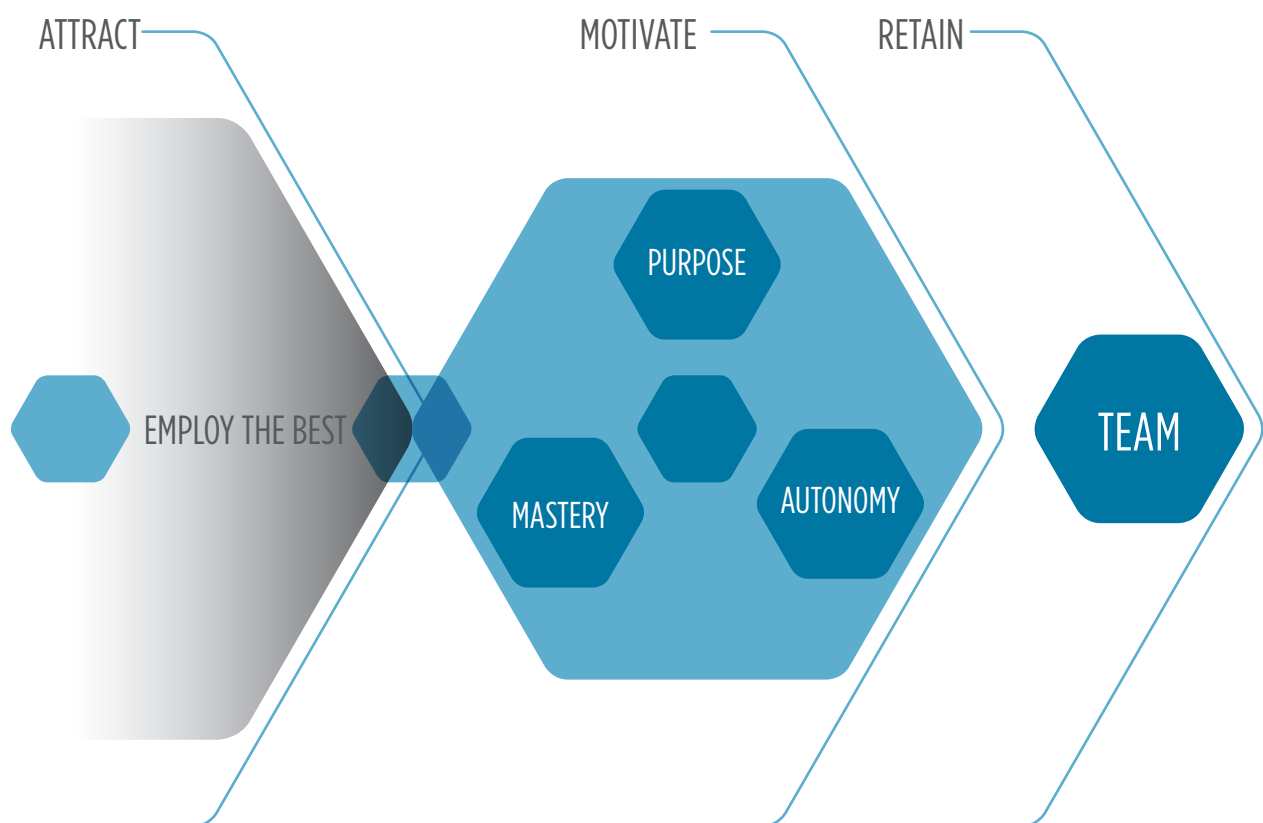 ATTRACT
MOTIVATE
RETAIN
PURPOSE
EMPLOY THE BEST
MASTERY
AUTONOMY
TEAM